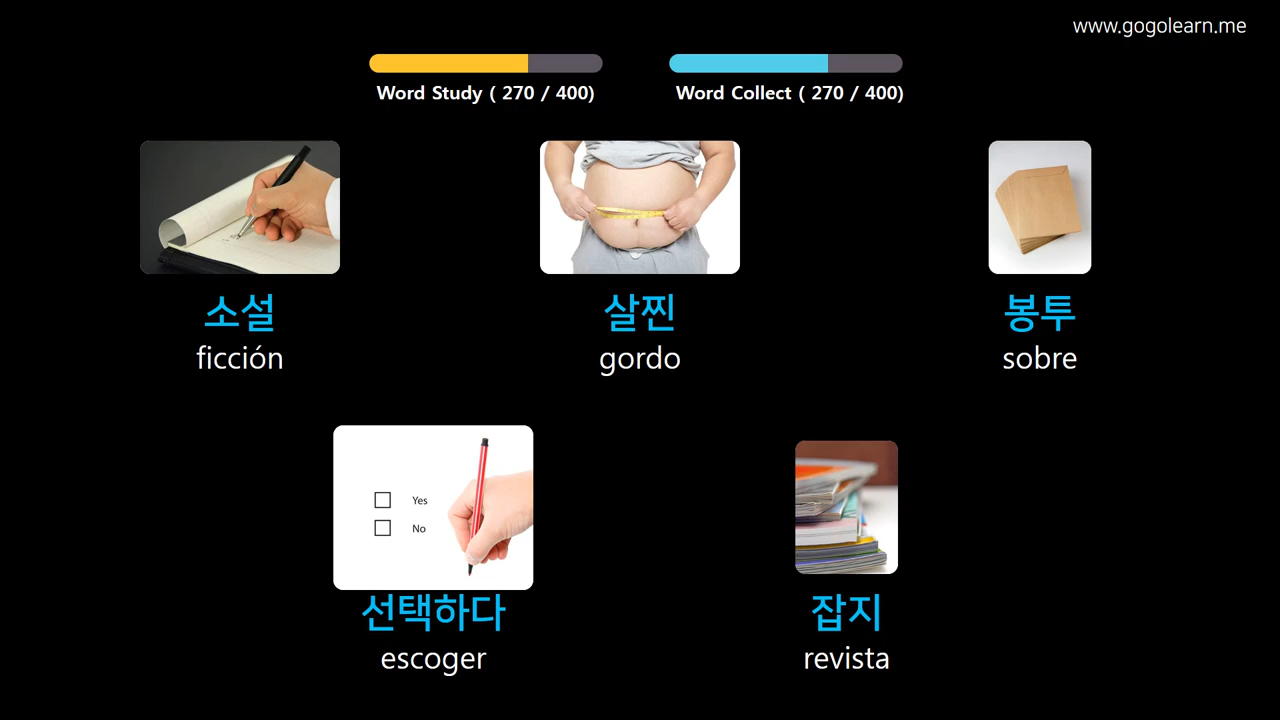 www.gogolearn.me
Word Study ( 270 / 400)
Word Collect ( 270 / 400)
소설
ficción
살찐
gordo
봉투
sobre
Yes
No
선택하다
escoger
잡지
revista